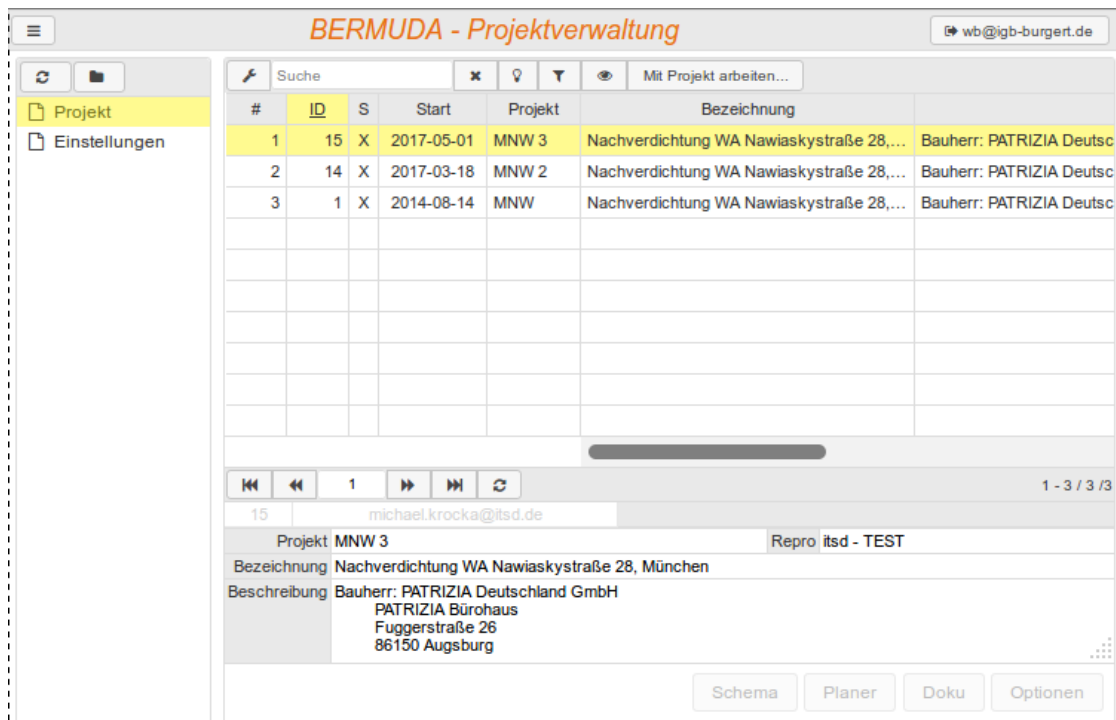 BERMUDA - Projektverwaltung
wb@igb-burgert.de
Suche
Mit Projekt arbeiten...
Projekt
Einstellungen
# ID S Start Projekt Bezeichnung
1 15 X 2017-05-01 MNW 3 Nachverdichtung WA Nawiaskystraße 28,... Bauherr: PATRIZIA Deutsc
2 14 X 2017-03-18 MNW 2 Nachverdichtung WA Nawiaskystraße 28,... Bauherr: PATRIZIA Deutsc
3 1 X 2014-08-14 MNW Nachverdichtung WA Nawiaskystraße 28,... Bauherr: PATRIZIA Deutsc
1
1 - 3 / 3 /3
15 michael.krocka@itsd.de
Projekt MNW 3 Repro itsd - TEST
Bezeichnung Nachverdichtung WA Nawiaskystraße 28, München
Beschreibung Bauherr: PATRIZIA Deutschland GmbH
PATRIZIA Bürohaus
Fuggerstraße 26
86150 Augsburg
Schema Planer Doku Optionen